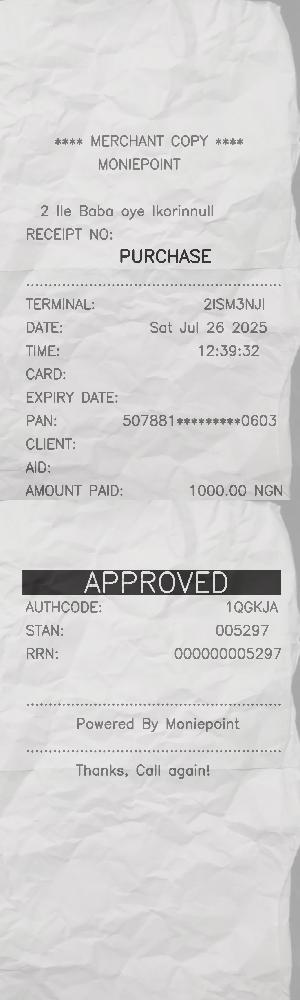 **** MERCHANT COPY ****
MONIEPOINT
2 Ile Baba oye Ikorinnull
RECEIPT NO:
PURCHASE
TERMINAL: 2ISM3NJI
DATE: Sat Jul 26 2025
TIME: 12:39:32
CARD:
EXPIRY DATE:
PAN: 507881*********0603
CLIENT:
AID:
AMOUNT PAID: 1000.00 NGN
APPROVED
AUTHCODE: 1QGKJA
STAN: 005297
RRN: 000000005297
Powered By Moniepoint
Thanks, Call again!